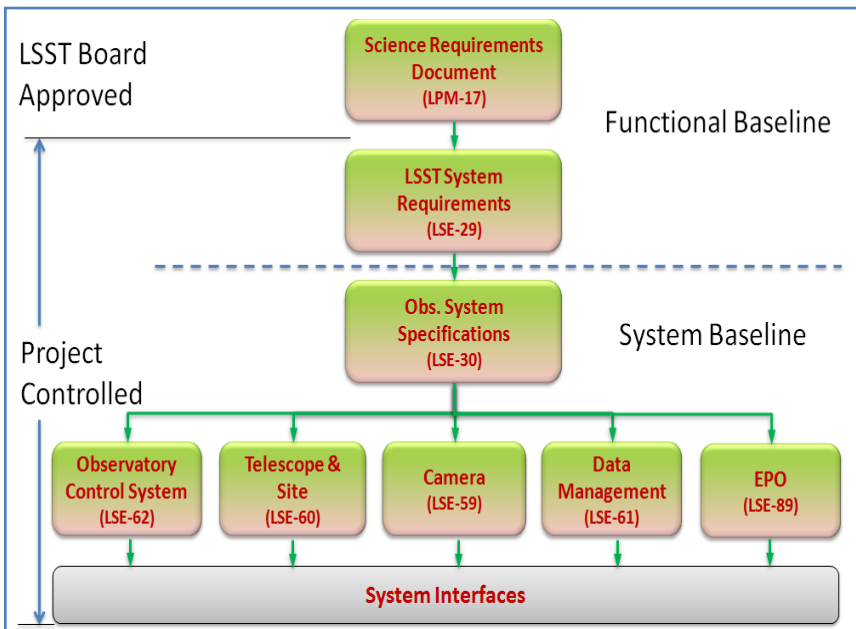 LSST Board
Approved
Science Requirements
Document
(LPM-17)
Functional Baseline
LSST System
Requirements
(LSE-29)
Obs. System
Specifications
(LSE-30)
System Baseline
Project
Controlled
Observatory
Control System
(LSE-62)
Telescope &
Site
(LSE-60)
Camera
(LSE-59)
Data
Management
(LSE-61)
EPO
(LSE-89)
System Interfaces